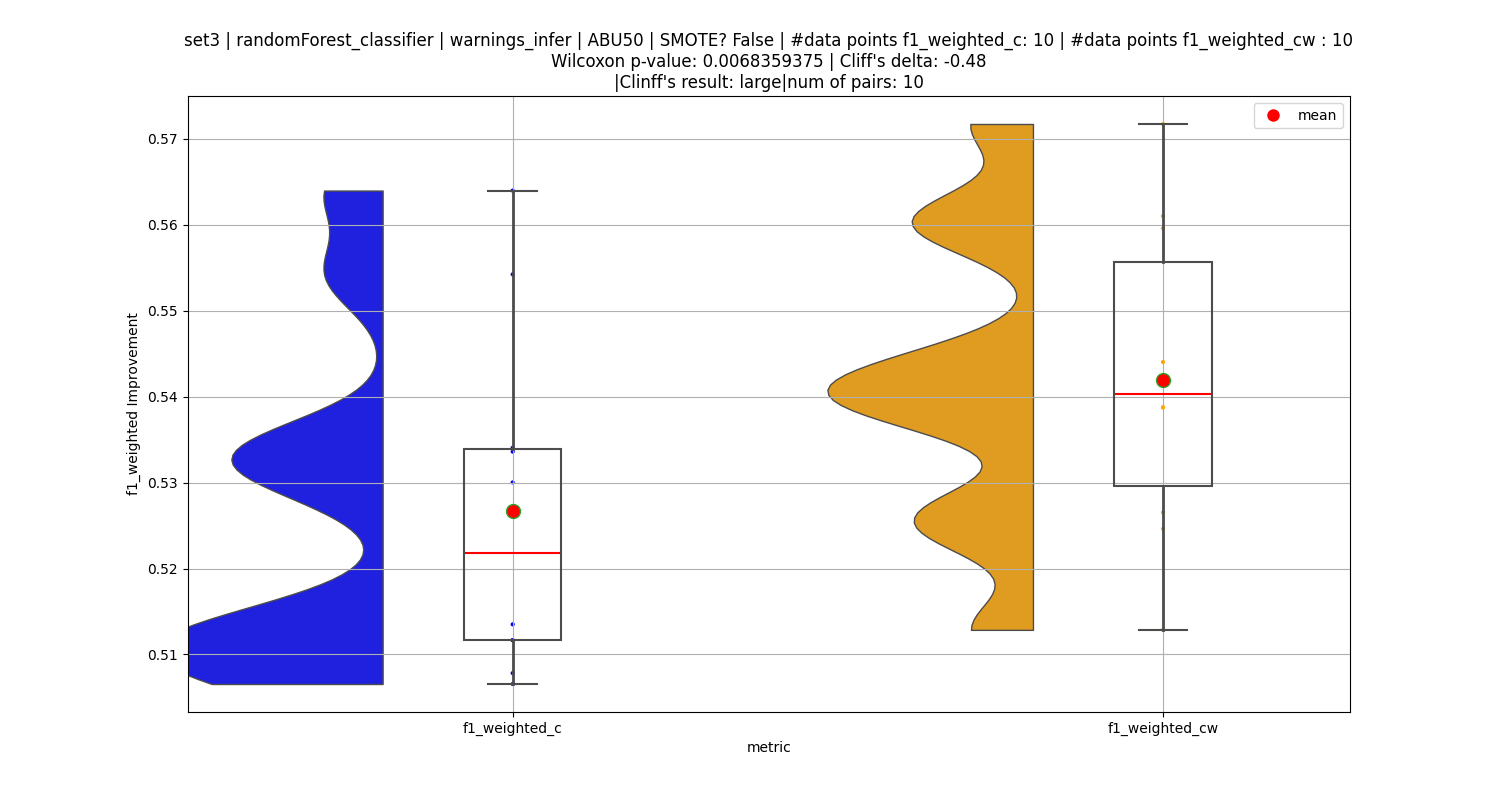 set3 | randomForest_classifier | warnings_infer | ABU50 | SMOTE? False | #data points f1_weighted_c: 10 | #data points f1_weighted_cw : 10
Wilcoxon p-value: 0.0068359375 | Cliff's delta: -0.48
|Clinff's result: large|num of pairs: 10
mean
0.57
0.56
0.55
0.54
0.53
0.52
0.51
f1_weighted Improvement
f1_weighted_c
f1_weighted_cw
metric